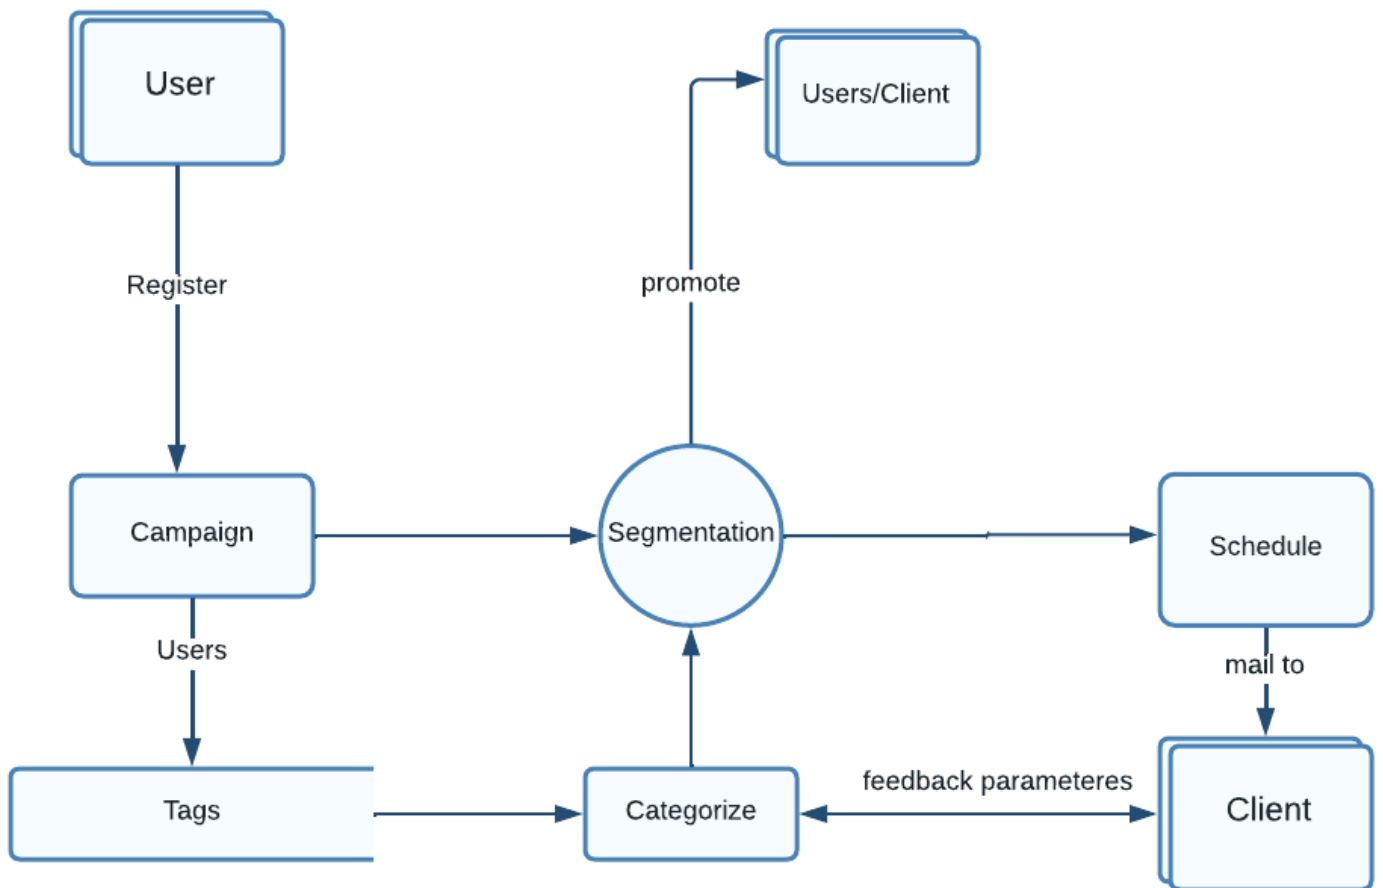 User
Users/Client
Register
promote
Campaign
Segmentation
Schedule
Users
mail to
Tags
Categorize
feedback parameteres
Client